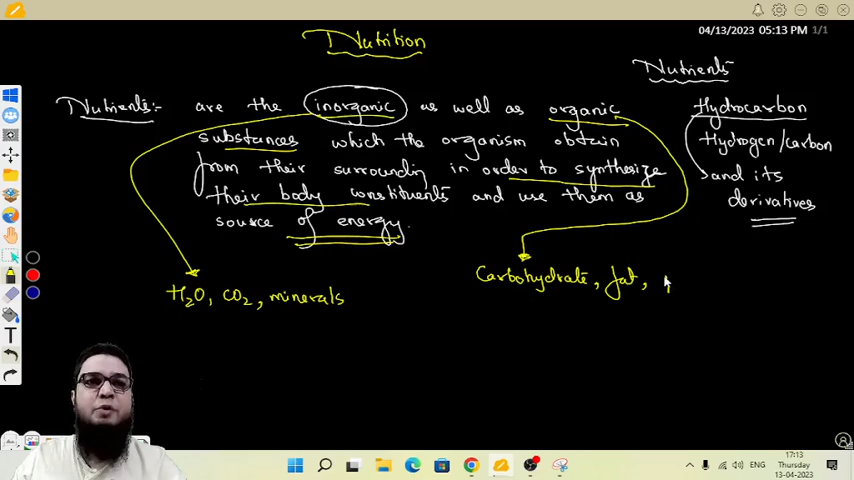 04/13/2023 05:13 PM 1/1
Nutrition
Nutrients
Nutrients:- are the inorganic as well as organic
substances which the organism obtain
from their surrounding in order to synthesize
their body constituents and use them as
source of energy.
Hydrocarbon
Hydrogen/carbon
and its
derivatives
H2O, CO2, minerals
Carbohydrate, fat,
ENG
17:13
Thursday
13-04-2023